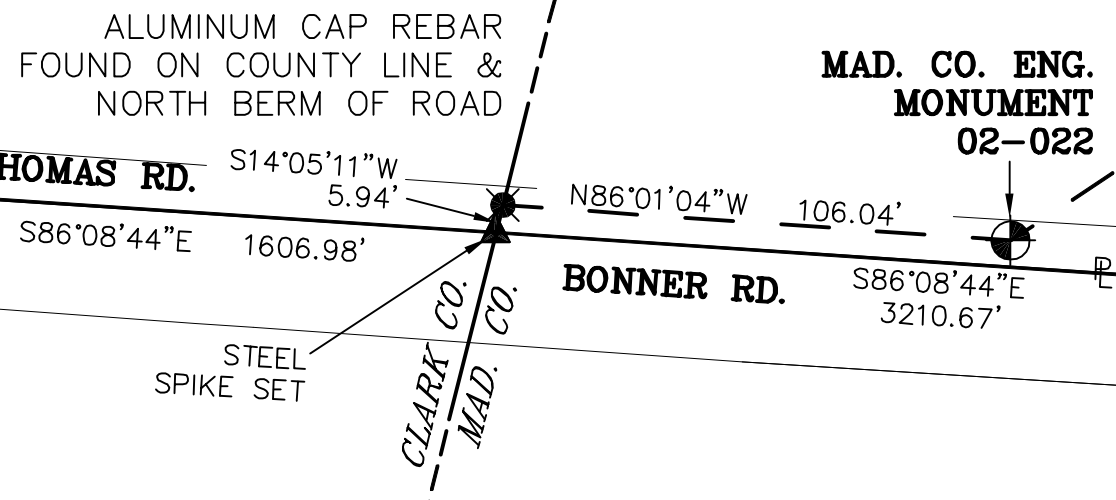 ALUMINUM CAP REBAR
FOUND ON COUNTY LINE &
NORTH BERM OF ROAD
MAD. CO. ENG.
MONUMENT
02-022
HOMAS RD.
S14°05'11"W
5.94'
N86°01'04"W 106.04'
S86°08'44"E 1606.98'
BONNER RD.
S86°08'44"E
3210.67'
PL
STEEL
SPIKE SET
CLARK CO.
MAD. CO.